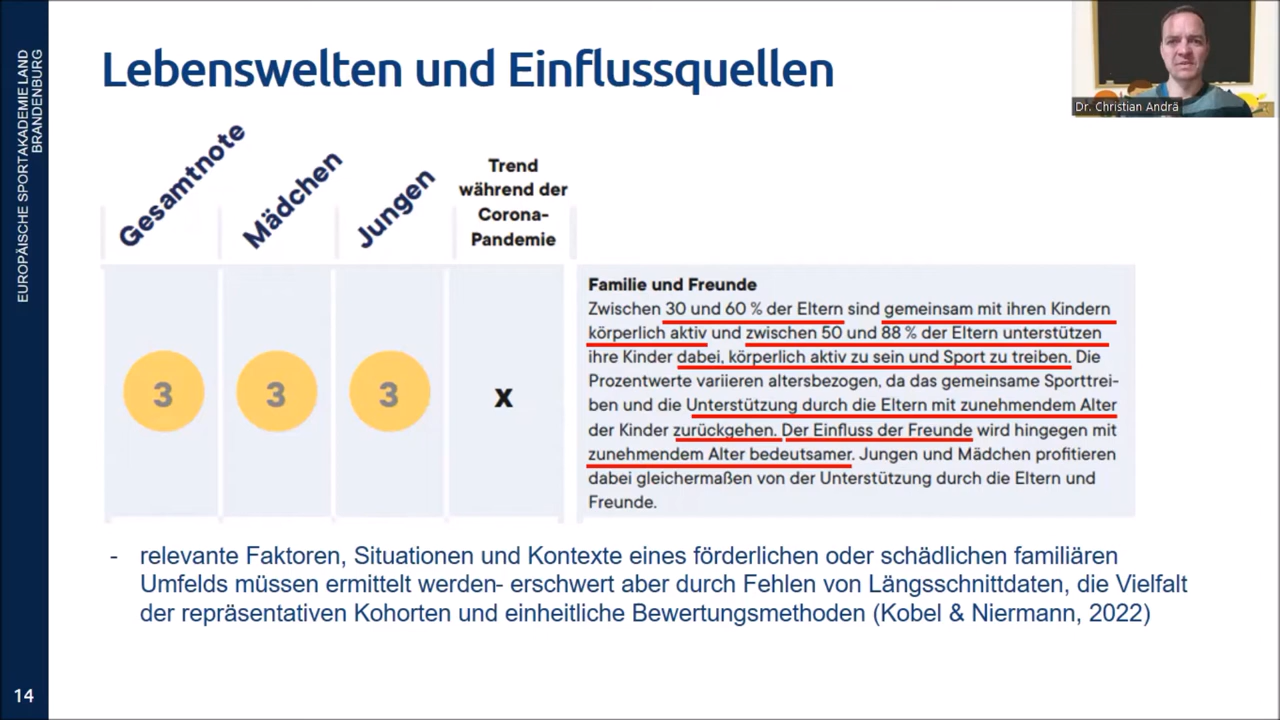 EUROPÄISCHE SPORTAKADEMIE LAND
BRANDENBURG
Lebenswelten und Einflussquellen
Dr. Christian Andrä
Gesamtnote
Mädchen
Jungen
Trend
während der
Corona-
Pandemie
3
3
3
x
Familie und Freunde
Zwischen 30 und 60 % der Eltern sind gemeinsam mit ihren Kindern
körperlich aktiv und zwischen 50 und 88 % der Eltern unterstützen
ihre Kinder dabei, körperlich aktiv zu sein und Sport zu treiben. Die
Prozentwerte variieren altersbezogen, da das gemeinsame Sporttrei-
ben und die Unterstützung durch die Eltern mit zunehmendem Alter
der Kinder zurückgehen. Der Einfluss der Freunde wird hingegen mit
zunehmendem Alter bedeutsamer. Jungen und Mädchen profitieren
dabei gleichermaßen von der Unterstützung durch die Eltern und
Freunde.
- relevante Faktoren, Situationen und Kontexte eines förderlichen oder schädlichen familiären
Umfelds müssen ermittelt werden- erschwert aber durch Fehlen von Längsschnittdaten, die Vielfalt
der repräsentativen Kohorten und einheitliche Bewertungsmethoden (Kobel & Niermann, 2022)
14